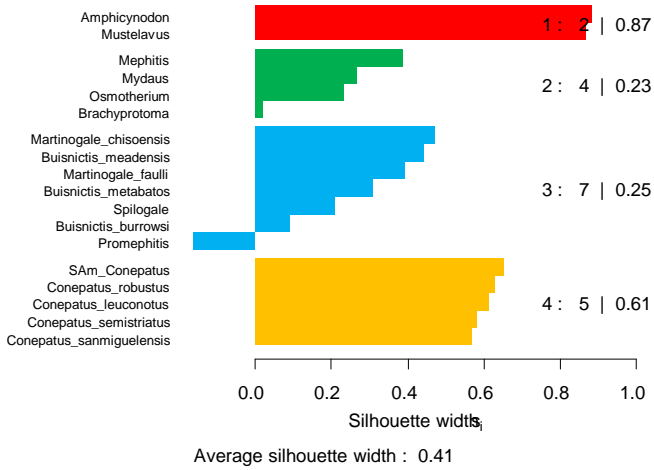 Amphicynodon
Mustelavus
1 : 2 | 0.87
Mephitis
Mydaus
Osmotherium
Brachyprotoma
2 : 4 | 0.23
Martinogale_chisoensis
Buisnictis_meadensis
Martinogale_faulli
Buisnictis_metabatos
Spilogale
Buisnictis_burrowsi
Promephitis
3 : 7 | 0.25
SAm_Conepatus
Conepatus_robustus
Conepatus_leuconotus
Conepatus_semistriatus
Conepatus_sanmiguelensis
4 : 5 | 0.61
0.0 0.2 0.4 0.6 0.8 1.0
Silhouette width si
Average silhouette width : 0.41